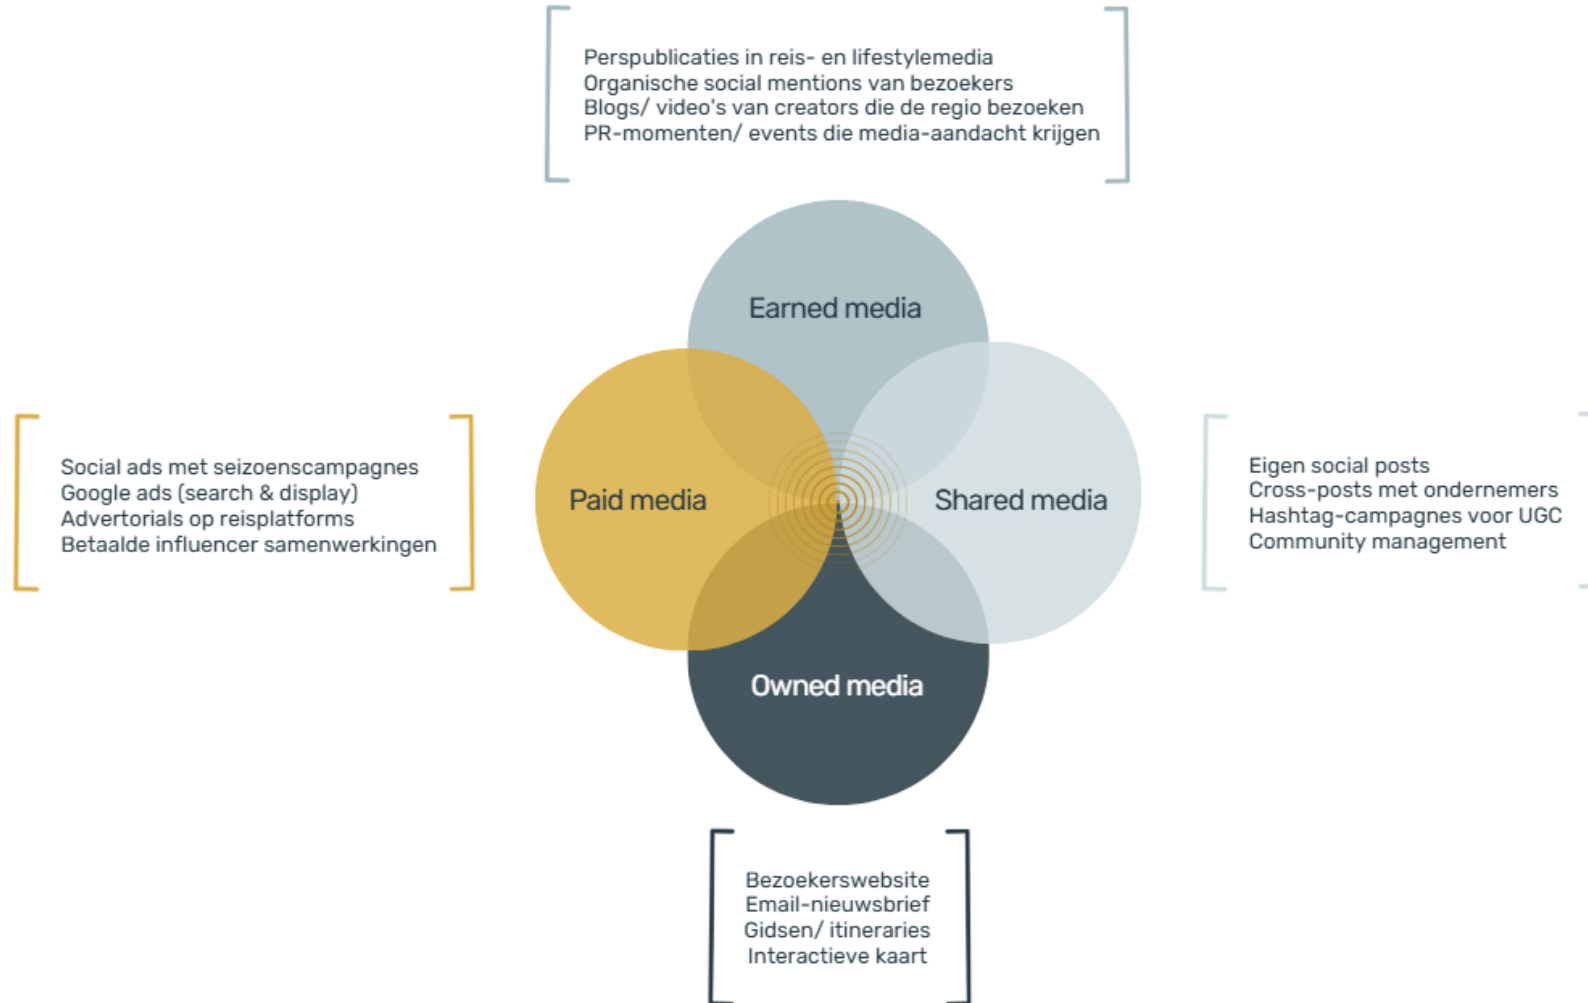 Perspublicaties in reis- en lifestylemedia
Organische social mentions van bezoekers
Blogs/ video's van creators die de regio bezoeken
PR-momenten/ events die media-aandacht krijgen
Earned media
Social ads met seizoenscampagnes
Google ads (search & display)
Advertorials op reisplatforms
Betaalde influencer samenwerkingen
Paid media
Shared media
Eigen social posts
Cross-posts met ondernemers
Hashtag-campagnes voor UGC
Community management
Owned media
Bezoekerswebsite
Email-nieuwsbrief
Gidsen/ itineraries
Interactieve kaart